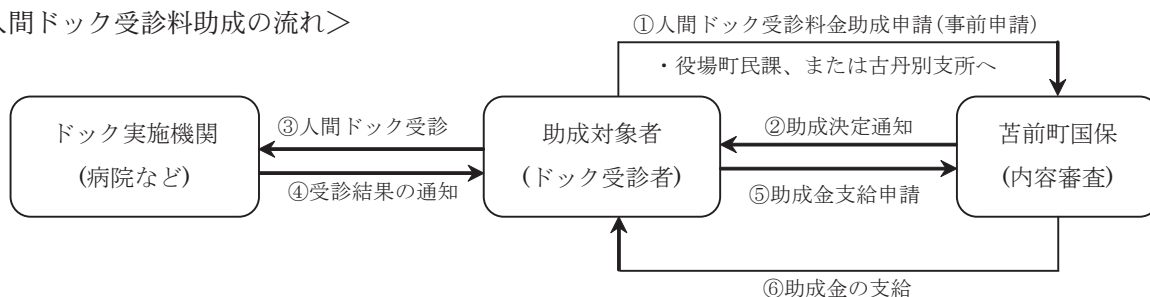 人間ドック受診料助成の流れ＞
①人間ドック受診料金助成申請(事前申請)
・役場町民課、または古丹別支所へ
ドック実施機関
(病院など)
③人間ドック受診
④受診結果の通知
助成対象者
(ドック受診者)
②助成決定通知
⑤助成金支給申請
苫前町国保
(内容審査)
⑥助成金の支給